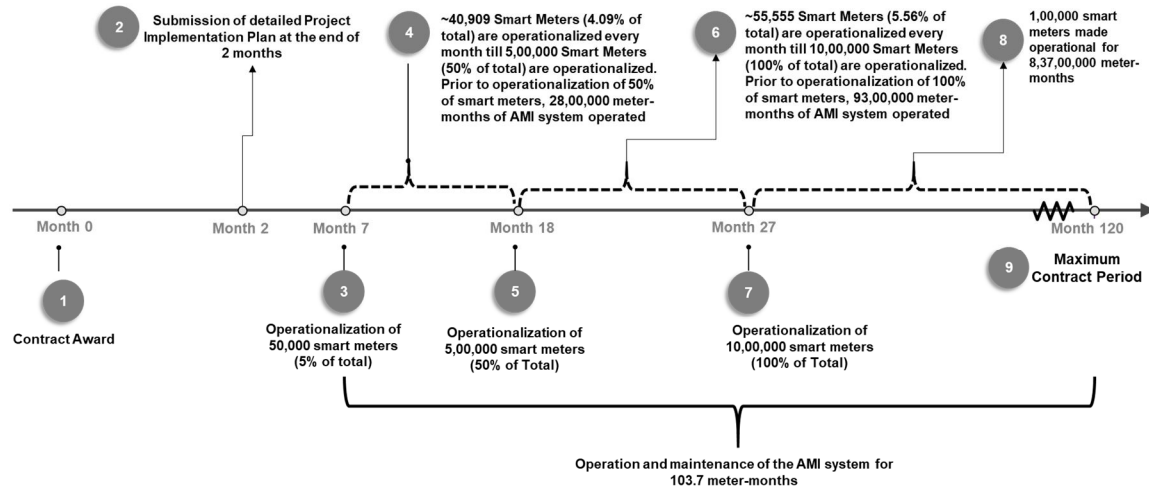 2
Submission of detailed Project
Implementation Plan at the end of
2 months
4
~40,909 Smart Meters (4.09% of
total) are operationalized every
month till 5,00,000 Smart Meters
(50% of total) are operationalized.
Prior to operationalization of 50%
of smart meters, 28,00,000 meter-
months of AMI system operated
6
~55,555 Smart Meters (5.56% of
total) are operationalized every
month till 10,00,000 Smart Meters
(100% of total) are operationalized.
Prior to operationalization of 100%
of smart meters, 93,00,000 meter-
months of AMI system operated
8
1,00,000 smart
meters made
operational for
8,37,00,000 meter-
months
Month 0
Month 2
Month 7
Month 18
Month 27
Month 120
1
Contract Award
3
Operationalization of
50,000 smart meters
(5% of total)
5
Operationalization of
5,00,000 smart meters
(50% of Total)
7
Operationalization of
10,00,000 smart meters
(100% of Total)
9
Maximum
Contract Period
Operation and maintenance of the AMI system for
103.7 meter-months